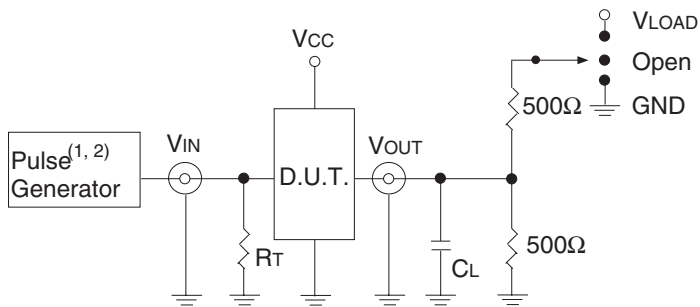 VLOAD
VCC
Open
500Ω
GND
Pulse(1, 2)
Generator
VIN
D.U.T.
VOUT
RT
CL
500Ω